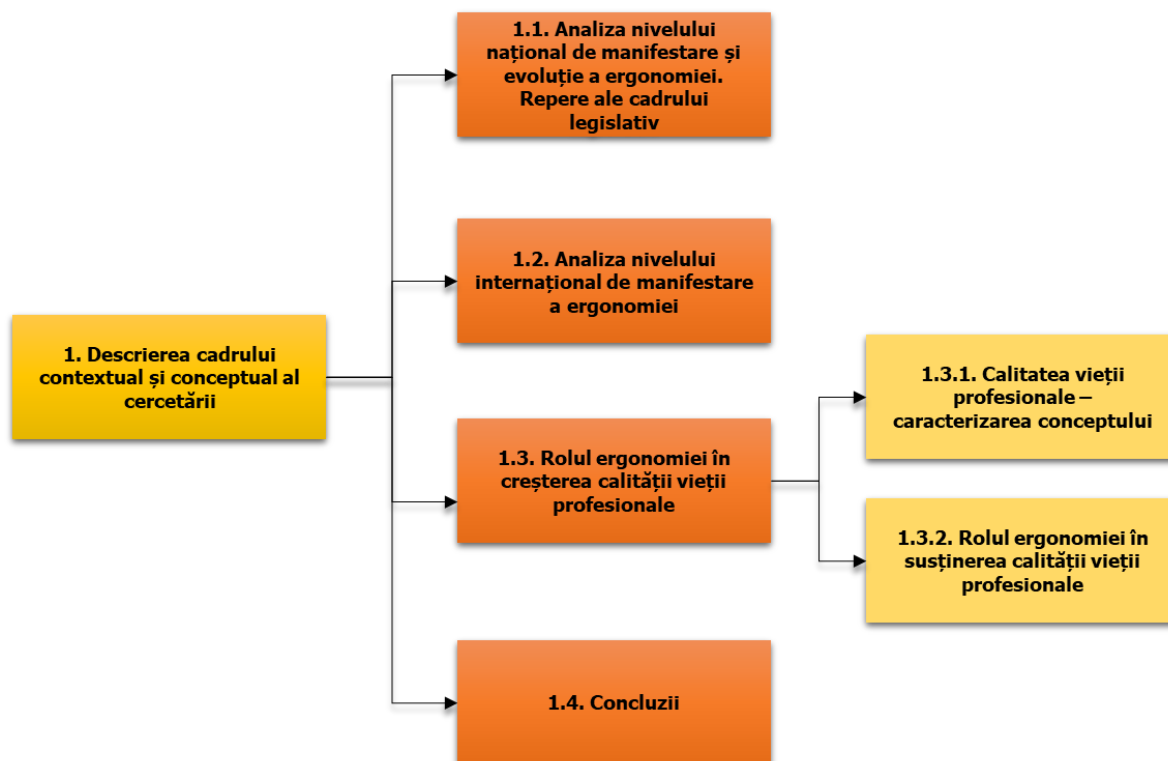 1. Descrierea cadrului
contextual și conceptual al
cercetării
1.1. Analiza nivelului
național de manifestare și
evoluție a ergonomiei.
Repere ale cadrului
legislativ
1.2. Analiza nivelului
internațional de manifestare
a ergonomiei
1.3. Rolul ergonomiei în
creșterea calității vieții
profesionale
1.3.1. Calitatea vieții
profesionale –
caracterizarea conceptului
1.3.2. Rolul ergonomiei în
susținerea calității vieții
profesionale
1.4. Concluzii